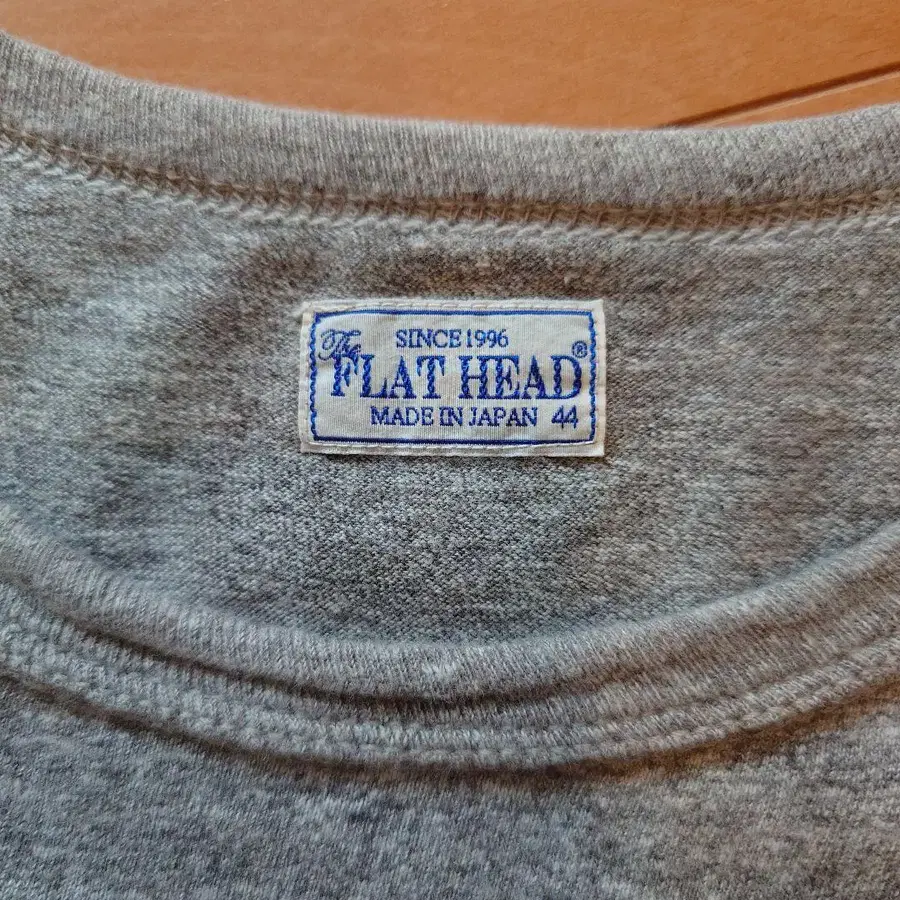 SINCE 1996
The FLAT HEAD®
MADE IN JAPAN 44